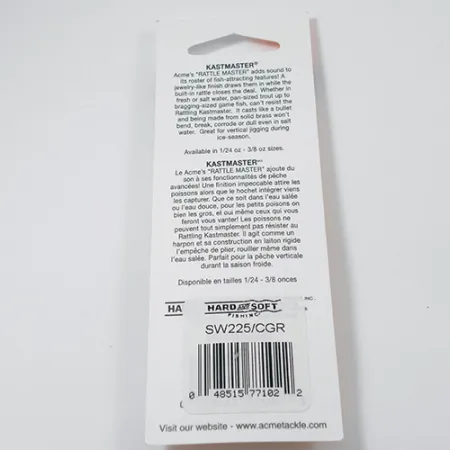 KASTMASTER®
Acme's "RATTLE MASTER" adds sound to
its roster of fish-attracting features! A
jewelry-like finish draws them in while the
built-in rattle closes the deal. Whether in
fresh or salt water, pan-sized trout up to
bragging-sized game fish, can't resist the
Rattling Kastmaster. It casts like a bullet
and being made from solid brass won't
bend, break, corrode or dull even in salt
water. Great for vertical jigging during
ice-season.
Available in 1/24 oz - 3/8 oz sizes.
KASTMASTER
Le Acme's "RATTLE MASTER" ajoute du
son à ses fonctionnalités de pêche
avancées! Une finition impeccable attire les
poissons alors que le hochet intégrer viens
les capturer. Que ce soit dans l'eau salée
ou l'eau douce, pour les petits poisons on
bien les gros, et oui même ceux qui vous
feront vous vanter! Les poissons ne
peuvent tout simplement pas résister au
Rattling Kastmaster. Il agit comme un
harpon et sa construction en laiton rigide
l'empêche de plier, rouiller même dans
l'eau salée. Parfait pour la pêche verticale
durant la saison froide.
Disponible en tailles 1/24 - 3/8 onces
HA INC.
HARD AND SOFT
FISHING
SW225/CGR
0 48515 77102 2
Visit our website - www.acmetackle.com